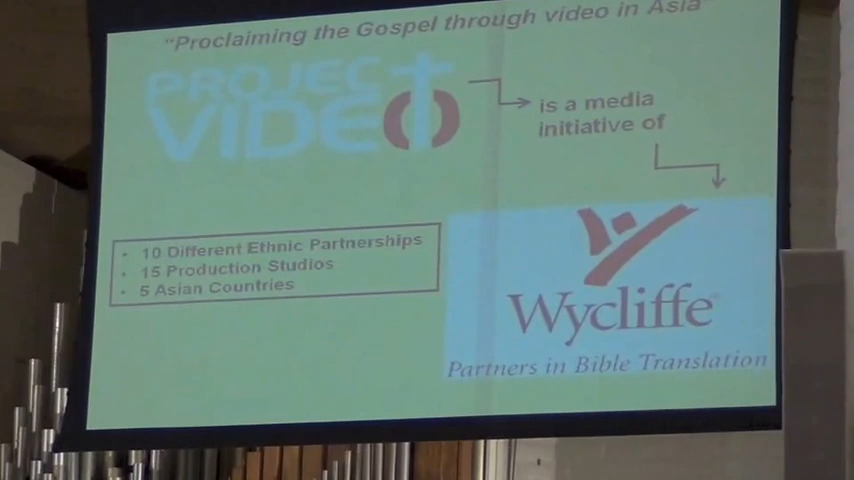 "Proclaiming the Gospel through video in Asia"
PROJEC
VIDEO
is a media
initiative of
• 10 Different Ethnic Partnerships
• 15 Production Studios
• 5 Asian Countries
Wycliffe®
Partners in Bible Translation